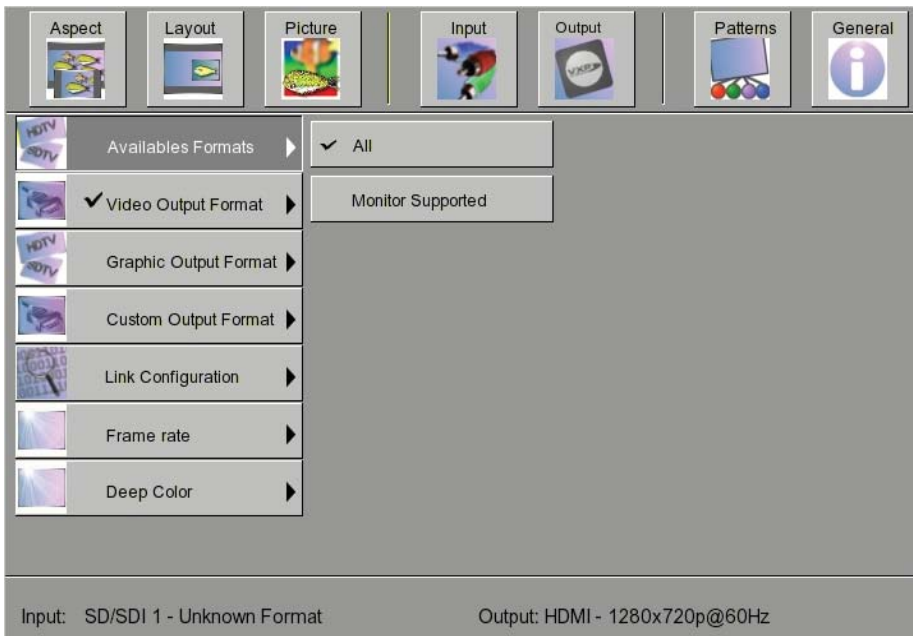 Aspect
Layout
Picture
Input
Output
Patterns
General
VXP
HDTV
SDTV
Availables Formats
All
Video Output Format
Monitor Supported
HDTV
SDTV
Graphic Output Format
Custom Output Format
Link Configuration
Frame rate
Deep Color
Input: SD/SDI 1 - Unknown Format
Output: HDMI - 1280x720p@60Hz